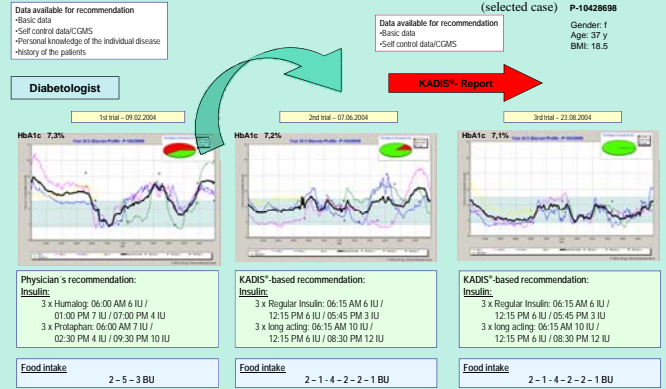 (selected case) P-10428698
Gender: f
Age: 37 y
BMI: 18.5
Data available for recommendation
•Basic data
•Self control data/CGMS
•Personal knowledge of the individual disease
•history of the patients
Data available for recommendation
•Basic data
•Self control data/CGMS
Diabetologist
KADIS®- Report
1st trial – 09.02.2004
2nd trial – 07.06.2004
3rd trial – 23.08.2004
HbA1c 7,3%
HbA1c 7,2%
HbA1c 7,1%
Physician´s recommendation:
Insulin:
3 x Humalog: 06:00 AM 6 IU /
01:00 PM 7 IU / 07:00 PM 4 IU
3 x Protaphan: 06:00 AM 7 IU /
02:30 PM 4 IU / 09:30 PM 10 IU
KADIS®-based recommendation:
Insulin:
3 x Regular Insulin: 06:15 AM 6 IU /
12:15 PM 6 IU / 05:45 PM 3 IU
3 x long acting: 06:15 AM 10 IU /
12:15 PM 6 IU / 08:30 PM 12 IU
KADIS®-based recommendation:
Insulin:
3 x Regular Insulin: 06:15 AM 6 IU /
12:15 PM 6 IU / 05:45 PM 3 IU
3 x long acting: 06:15 AM 10 IU /
12:15 PM 6 IU / 08:30 PM 12 IU
Food intake
2 – 5 – 3 BU
Food intake
2 – 1 - 4 – 2 – 2 – 1 BU
Food intake
2 – 1 - 4 – 2 – 2 – 1 BU